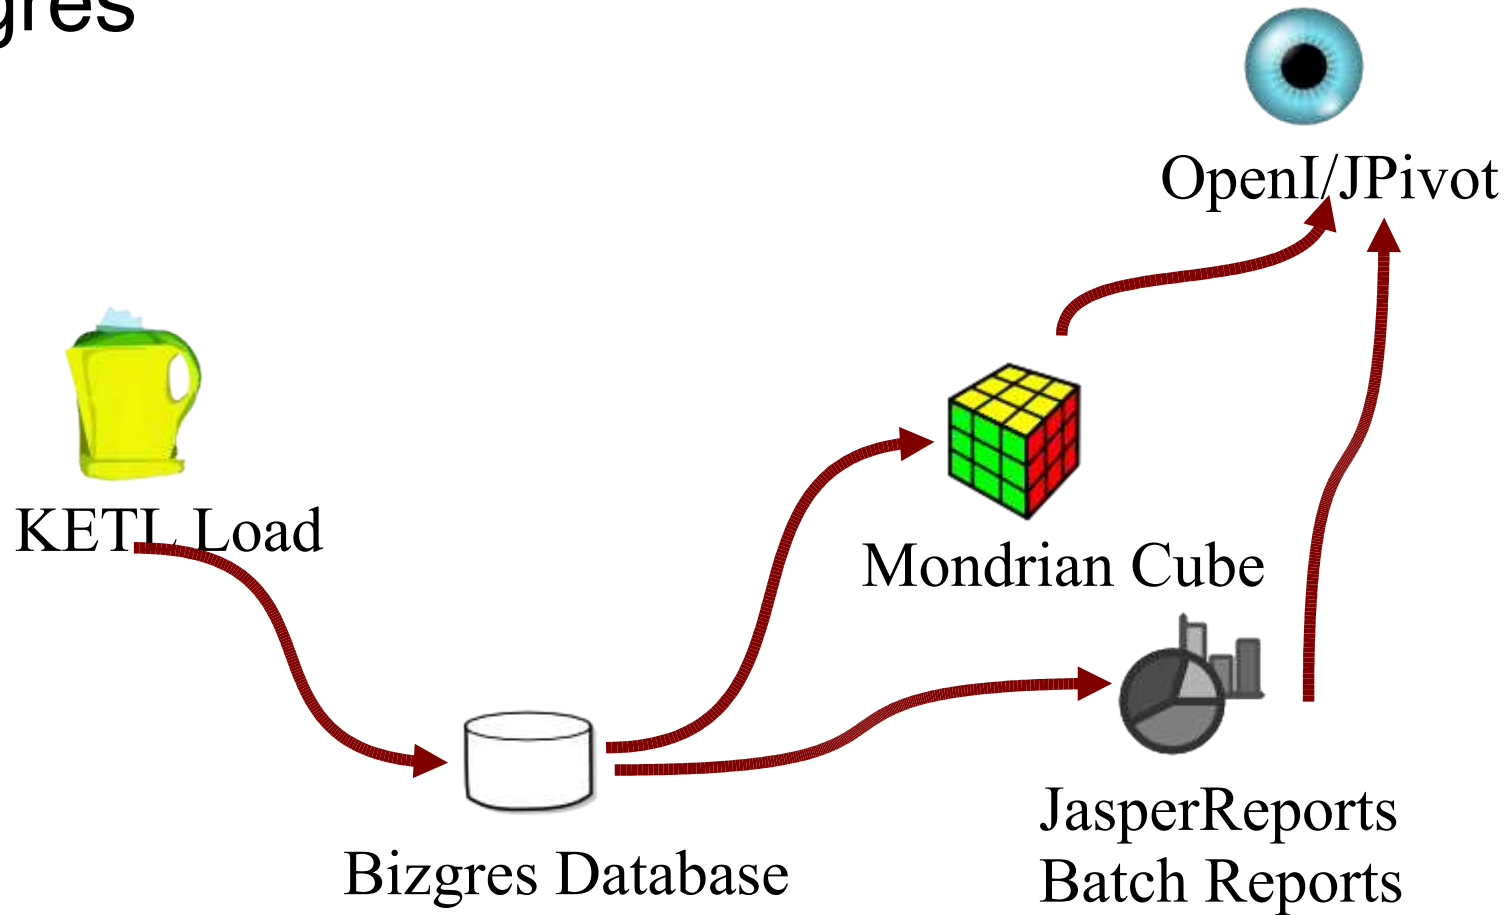 OpenI/JPivot
KETL Load
Mondrian Cube
JasperReports
Batch Reports
Bizgres Database